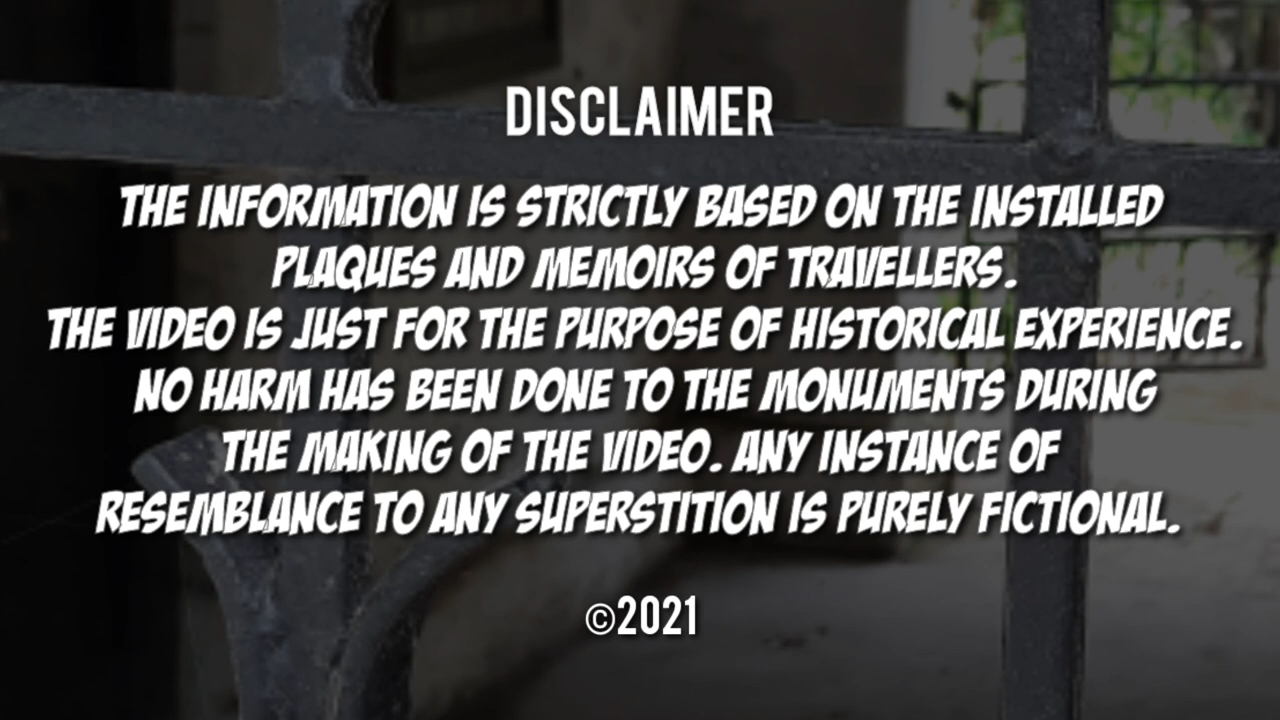 DISCLAIMER
THE INFORMATION IS STRICTLY BASED ON THE INSTALLED
PLAQUES AND MEMOIRS OF TRAVELLERS.
THE VIDEO IS JUST FOR THE PURPOSE OF HISTORICAL EXPERIENCE.
NO HARM HAS BEEN DONE TO THE MONUMENTS DURING
THE MAKING OF THE VIDEO. ANY INSTANCE OF
RESEMBLANCE TO ANY SUPERSTITION IS PURELY FICTIONAL.
©2021